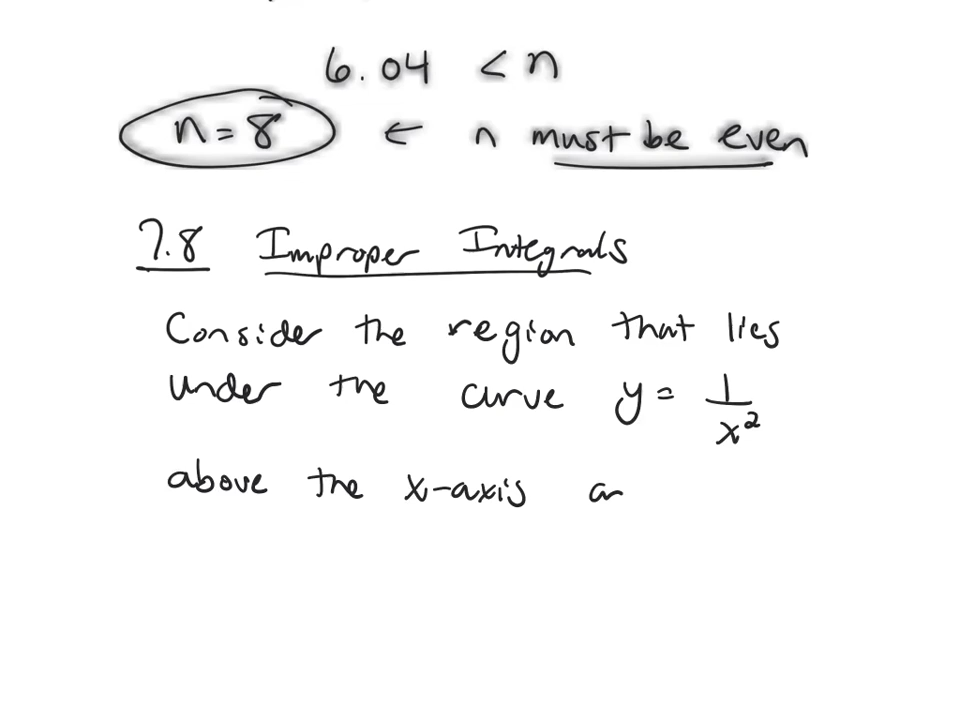 6.04 < n
n = 8 ← n must be even
7.8 Improper Integrals
Consider the region that lies
under the curve y = 1/x²
above the x-axis an